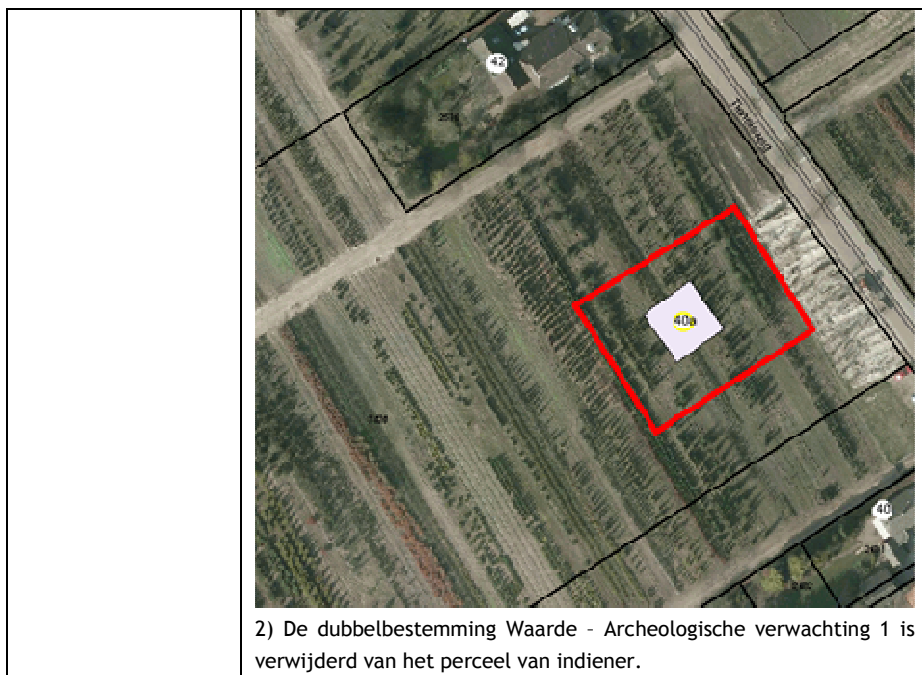 42
40a
40
2) De dubbelbestemming Waarde - Archeologische verwachting 1 is
verwijderd van het perceel van indiener.